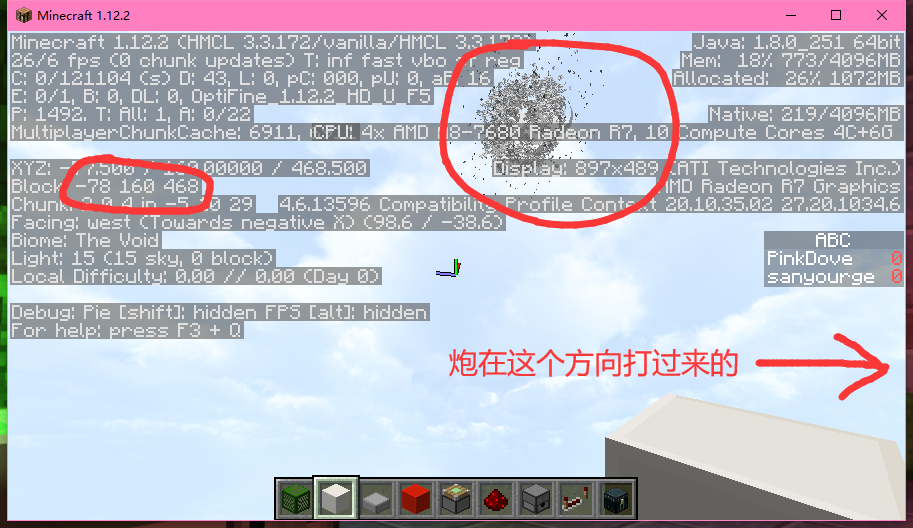 Minecraft 1.12.2
Minecraft 1.12.2 (HMCL 3.3.172/vanilla/HMCL 3.3.172)
Java: 1.8.0_251 64bit
26/6 fps (0 chunk updates) T: inf fast vbo reg
Mem: 18% 773/4096MB
C: 0/121104 (s) D: 43, L: 0, pC: 000, pU: 0, aB: 16
Allocated: 26% 1072MB
E: 0/1, B: 0, DL: 0, OptiFine_1.12.2_HD_U_F5
P: 1492, T: All: 1, A: 0/22
Native: 219/4096MB
MultiplayerChunkCache: 6911, CPU: 4x AMD Radeon R7, 10 Compute Cores 4C+6G
XYZ: / 468.500
Display: 897x489 (ATI Technologies Inc.)
Block: -78 160 468
AMD Radeon R7 Graphics
29
4.6.13596 Compatibility Profile Context 20.10.35.02 27.20.1034.6
Facing: west (Towards negative X) (98.6 / -38.6)
Biome: The Void
ABC
Light: 15 (15 sky, 0 block)
PinkDove 0
Local Difficulty: 0.00 // 0.00 (Day 0)
sanyourge 0
Debug: Pie [shift]: hidden FPS [alt]: hidden
For help: press F3 + Q
炮在这个方向打过来的